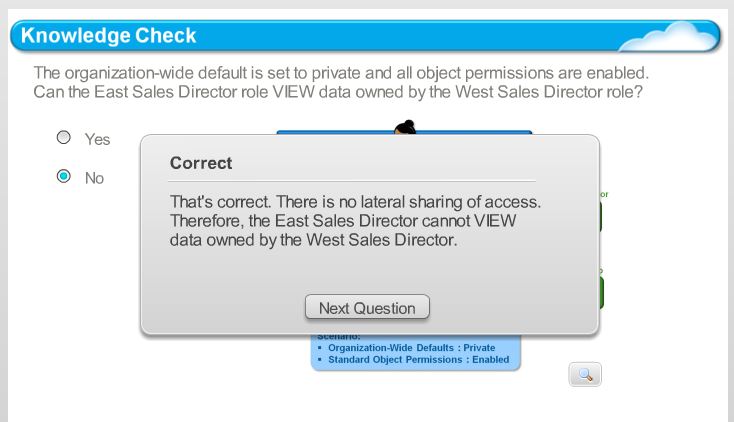 Knowledge Check
The organization-wide default is set to private and all object permissions are enabled.
Can the East Sales Director role VIEW data owned by the West Sales Director role?
Yes
No
Correct
That's correct. There is no lateral sharing of access.
Therefore, the East Sales Director cannot VIEW
data owned by the West Sales Director.
Next Question
Scenario:
▪ Organization-Wide Defaults : Private
▪ Standard Object Permissions : Enabled